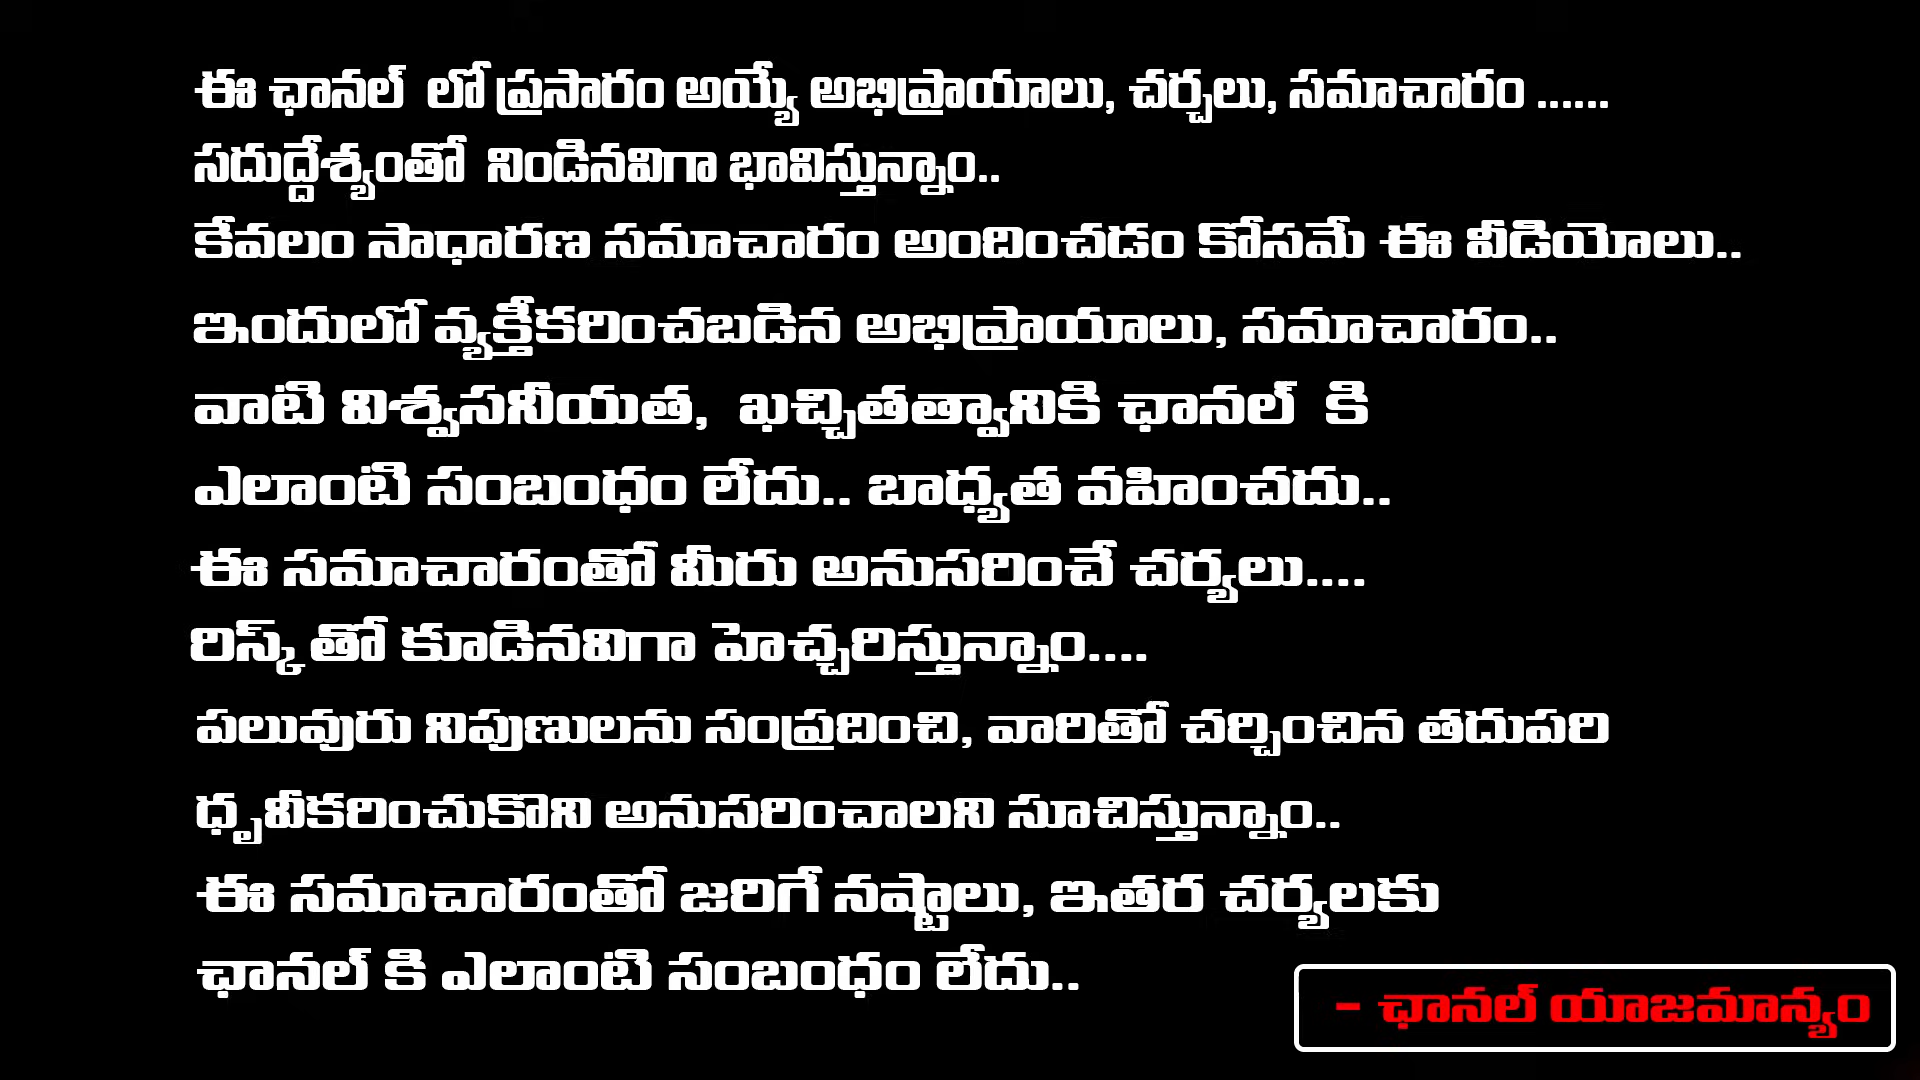 ఈ ఛానల్ లో ప్రసారం అయ్యే అభిప్రాయాలు, చర్చలు, సమాచారం ......
సదుద్దేశ్యంతో నిండినవిగా భావిస్తున్నాం..
కేవలం సాధారణ సమాచారం అందించడం కోసమే ఈ వీడియోలు..
ఇందులో వ్యక్తీకరించబడిన అభిప్రాయాలు, సమాచారం..
వాటి విశ్వసనీయత, ఖచ్చితత్వానికి ఛానల్ కి
ఎలాంటి సంబంధం లేదు.. బాధ్యత వహించదు..
ఈ సమాచారంతో మీరు అనుసరించే చర్యలు....
రిస్క్ తో కూడినవిగా హెచ్చరిస్తున్నాం....
పలువురు నిపుణులను సంప్రదించి, వారితో చర్చించిన తదుపరి
ధృవీకరించుకొని అనుసరించాలని సూచిస్తున్నాం..
ఈ సమాచారంతో జరిగే నష్టాలు, ఇతర చర్యలకు
ఛానల్ కి ఎలాంటి సంబంధం లేదు..
- ఛానల్ యాజమాన్యం